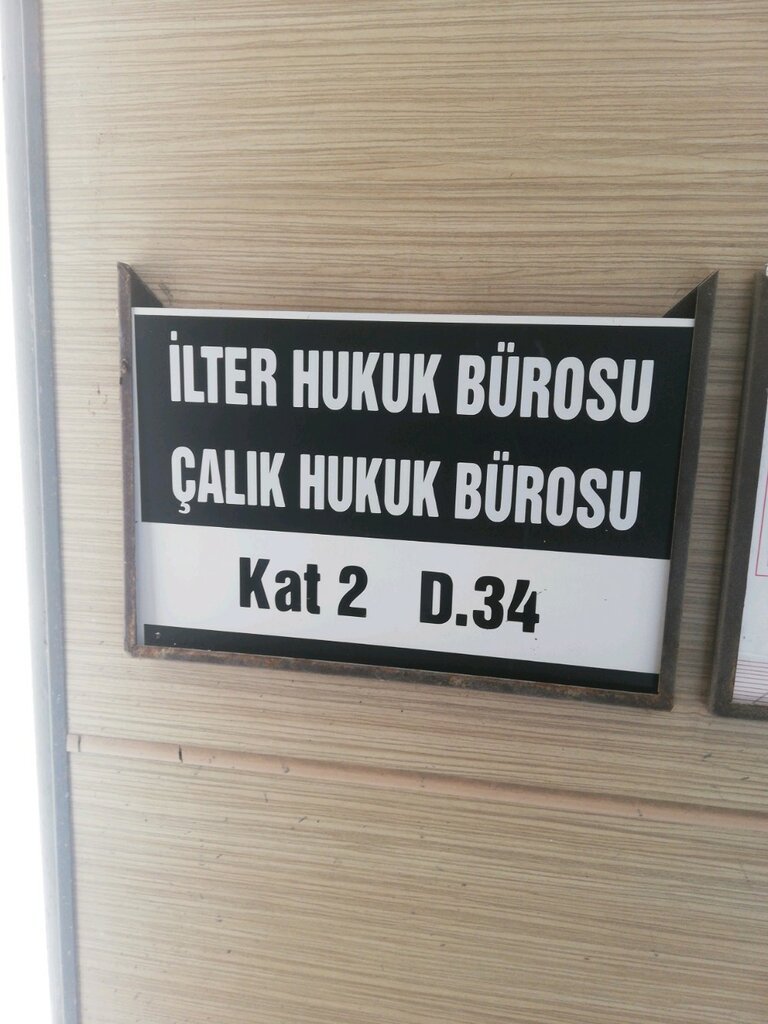 İLTER HUKUK BÜROSU
ÇALIK HUKUK BÜROSU
Kat 2 D.34